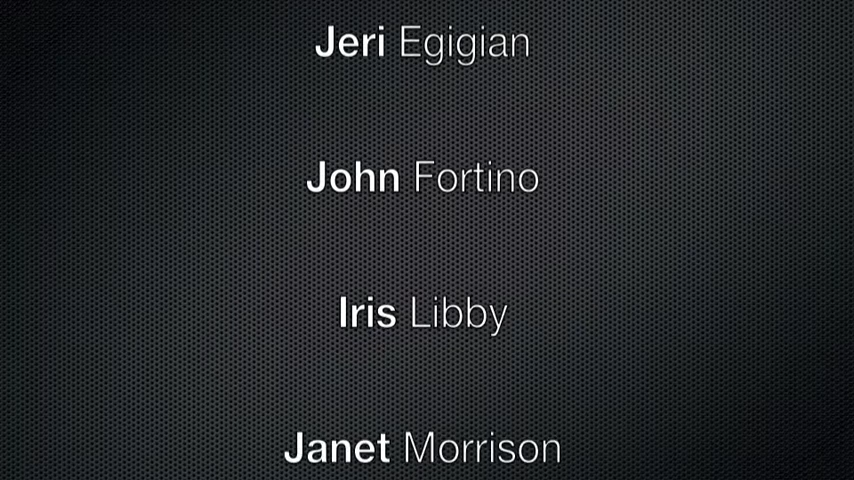 Jeri Egigian
John Fortino
Iris Libby
Janet Morrison